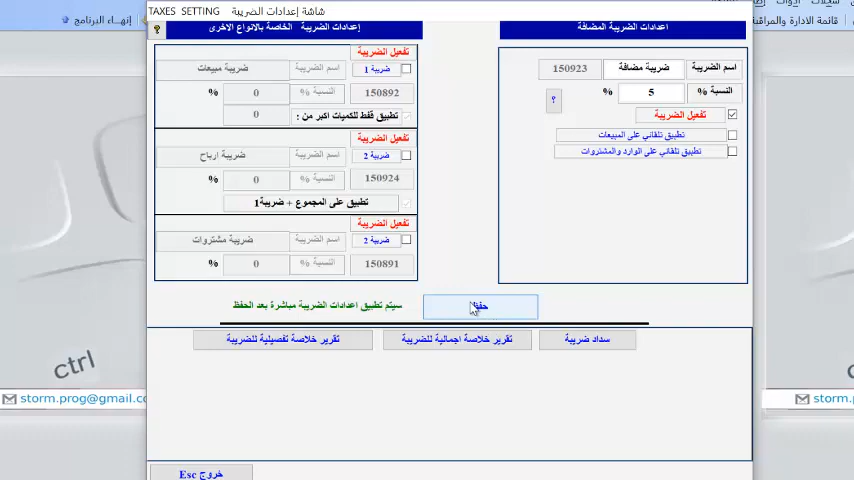 شاشة إعدادات الضريبة TAXES SETTING
قائمة الادارة والمراقبة
إنهـــاء البرنامج
اعدادات الضريبة المضافة
اسم الضريبة
ضريبة مضافة
150923
النسبة %
5
%
؟
تفعيل الضريبة
تطبيق تلقائي على المبيعات
تطبيق تلقائي على الوارد والمشتروات
?
إعدادات الضريبة الخاصة بالانواع الاخرى
تفعيل الضريبة
ضريبة 1
اسم الضريبة
ضريبة مبيعات
150892
النسبة %
0
%
تطبيق فقط للكميات اكبر من :
0
تفعيل الضريبة
ضريبة 2
اسم الضريبة
ضريبة ارباح
150924
النسبة %
0
%
تطبيق على المجموع + ضريبة1
تفعيل الضريبة
ضريبة 2
اسم الضريبة
ضريبة مشتروات
150891
النسبة %
0
%
حفظ
سيتم تطبيق اعدادات الضريبة مباشرة بعد الحفظ
سداد ضريبة
تقرير خلاصة اجمالية للضريبة
تقرير خلاصة تفصيلية للضريبة
خروج Esc
ctrl
storm.prog@gmail.co
storm.